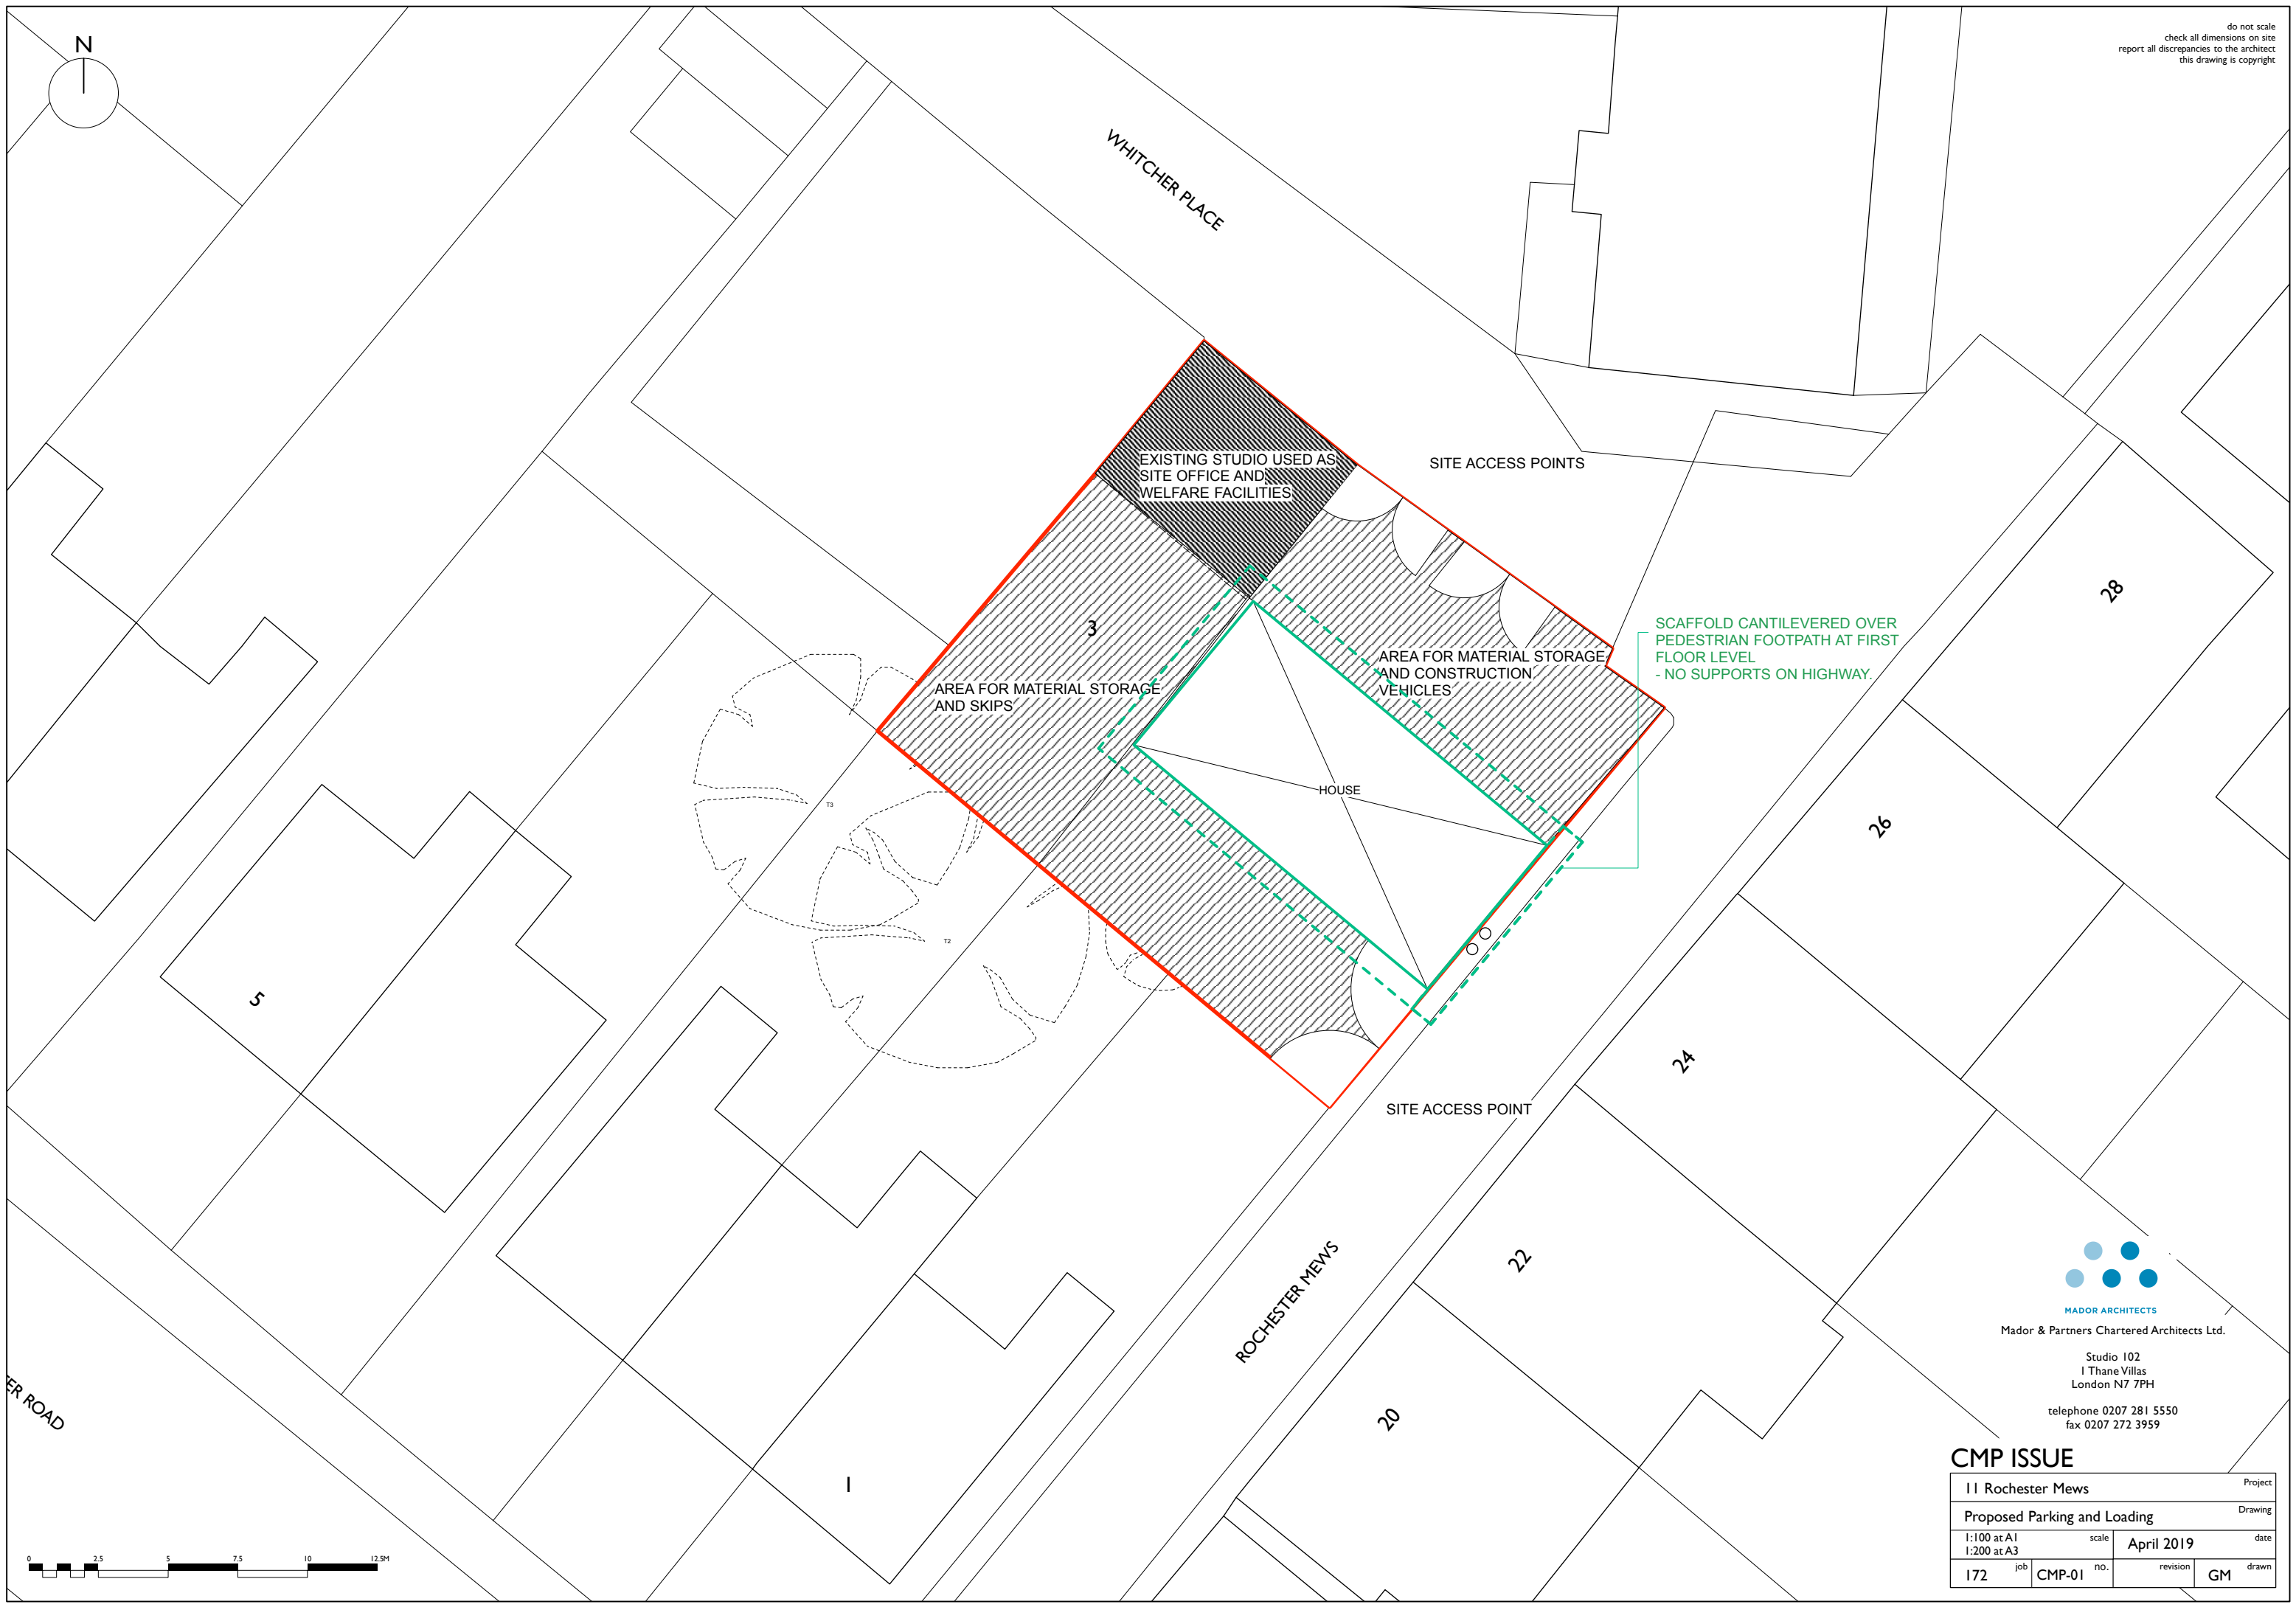 N
do not scale
check all dimensions on site
report all discrepancies to the architect
this drawing is copyright
WHITCHER PLACE
EXISTING STUDIO USED AS
SITE OFFICE AND
WELFARE FACILITIES
SITE ACCESS POINTS
3
28
SCAFFOLD CANTILEVERED OVER
PEDESTRIAN FOOTPATH AT FIRST
FLOOR LEVEL
- NO SUPPORTS ON HIGHWAY.
AREA FOR MATERIAL STORAGE
AND CONSTRUCTION
VEHICLES
AREA FOR MATERIAL STORAGE
AND SKIPS
HOUSE
T3
26
T2
5
24
SITE ACCESS POINT
22
ROCHESTER MEWS
20
1
ER ROAD
MADOR ARCHITECTS
Mador & Partners Chartered Architects Ltd.
Studio 102
1 Thane Villas
London N7 7PH
telephone 0207 281 5550
fax 0207 272 3959
CMP ISSUE
11 Rochester Mews Project
Proposed Parking and Loading Drawing
1:100 at A1
1:200 at A3 scale April 2019 date
172 job CMP-01 no. revision GM drawn
0 2.5 5 7.5 10 12.5M